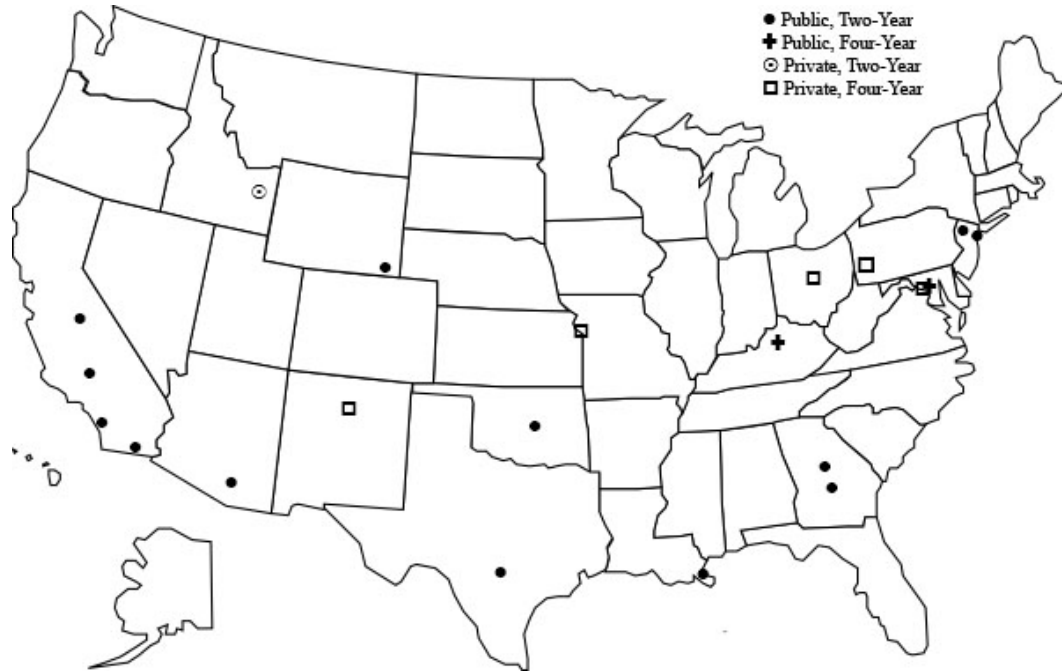 Public, Two-Year
Public, Four-Year
Private, Two-Year
Private, Four-Year